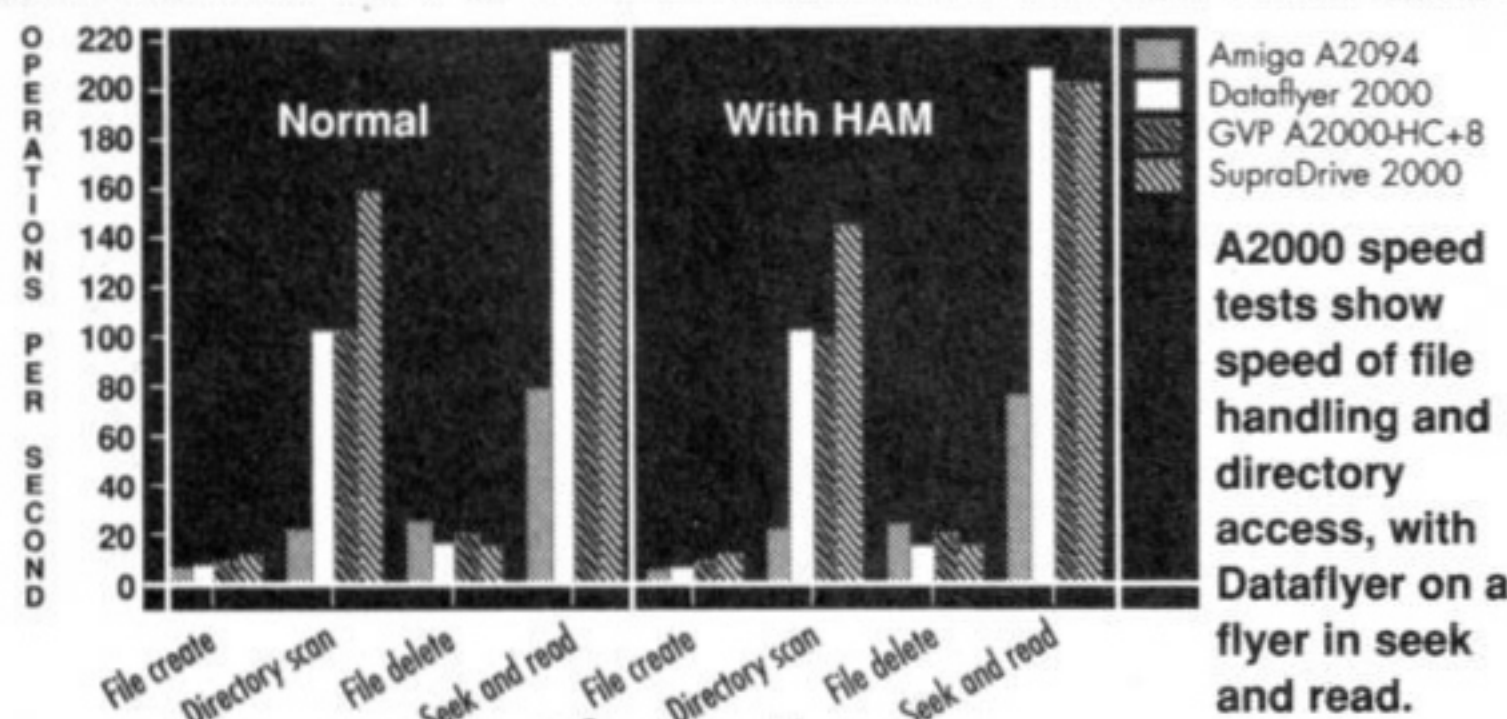 OPERATIONS PER SECOND
220
200
180
160
140
120
100
80
60
40
20
0
Normal
With HAM
File create
Directory scan
File delete
Seek and read
File create
Directory scan
File delete
Seek and read
Amiga A2094
Dataflyer 2000
GVP A2000-HC+8
SupraDrive 2000
A2000 speed
tests show
speed of file
handling and
directory
access, with
Dataflyer on a
flyer in seek
and read.